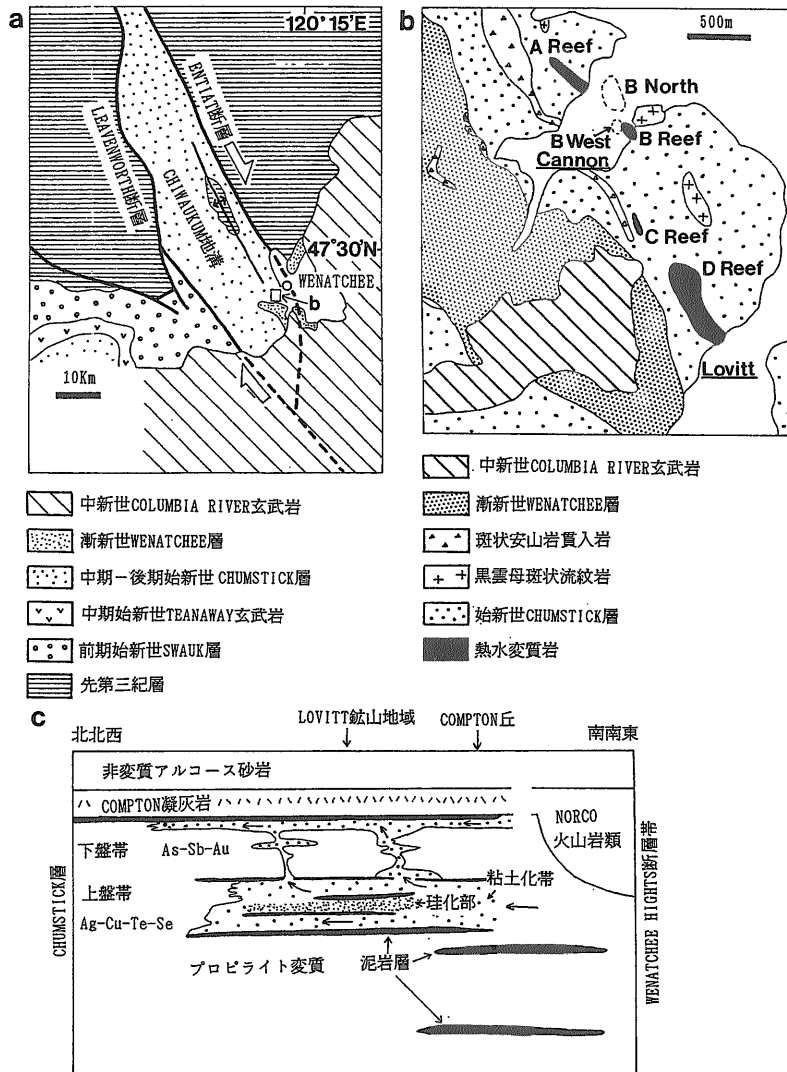 a
120°15′E
ENTIAT断層
LEAVENWORTH断層
CHIWAUKUM地溝
47°30′N
WENATCHEE
b
10Km
中新世COLUMBIA RIVER玄武岩
漸新世WENATCHEE層
中期－後期始新世CHUMSTICK層
中期始新世TEANAWAY玄武岩
前期始新世SWAUK層
先第三紀層
b
500m
A Reef
B North
B West
B Reef
Cannon
C Reef
D Reef
Lovitt
中新世COLUMBIA RIVER玄武岩
漸新世WENATCHEE層
斑状安山岩貫入岩
黒雲母斑状流紋岩
始新世CHUMSTICK層
熱水変質岩
c
北北西
LOVITT鉱山地域
COMPTON丘
南南東
非変質アルコース砂岩
COMPTON凝灰岩
NORCO
火山岩類
下盤帯
As-Sb-Au
粘土化帯
上盤帯
珪化部
Ag-Cu-Te-Se
プロピライト変質
泥岩層
CHUMSTICK層
WENATCHEE HIGHTS断層帯